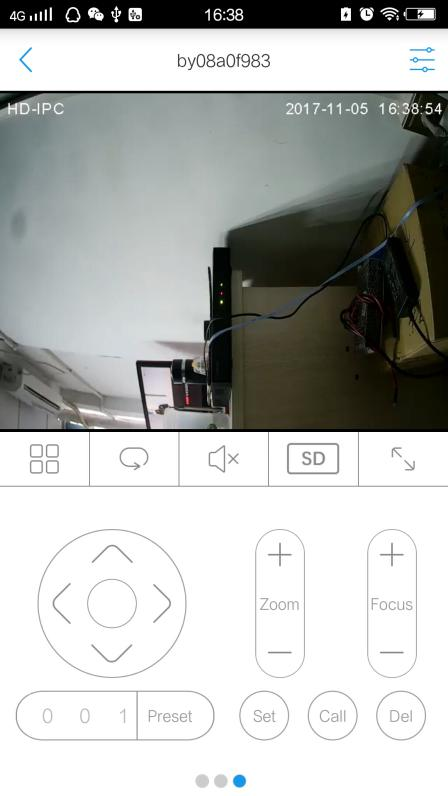 4G 16:38
by08a0f983
HD-IPC 2017-11-05 16:38:54
SD
Zoom Focus
0 0 1 Preset Set Call Del